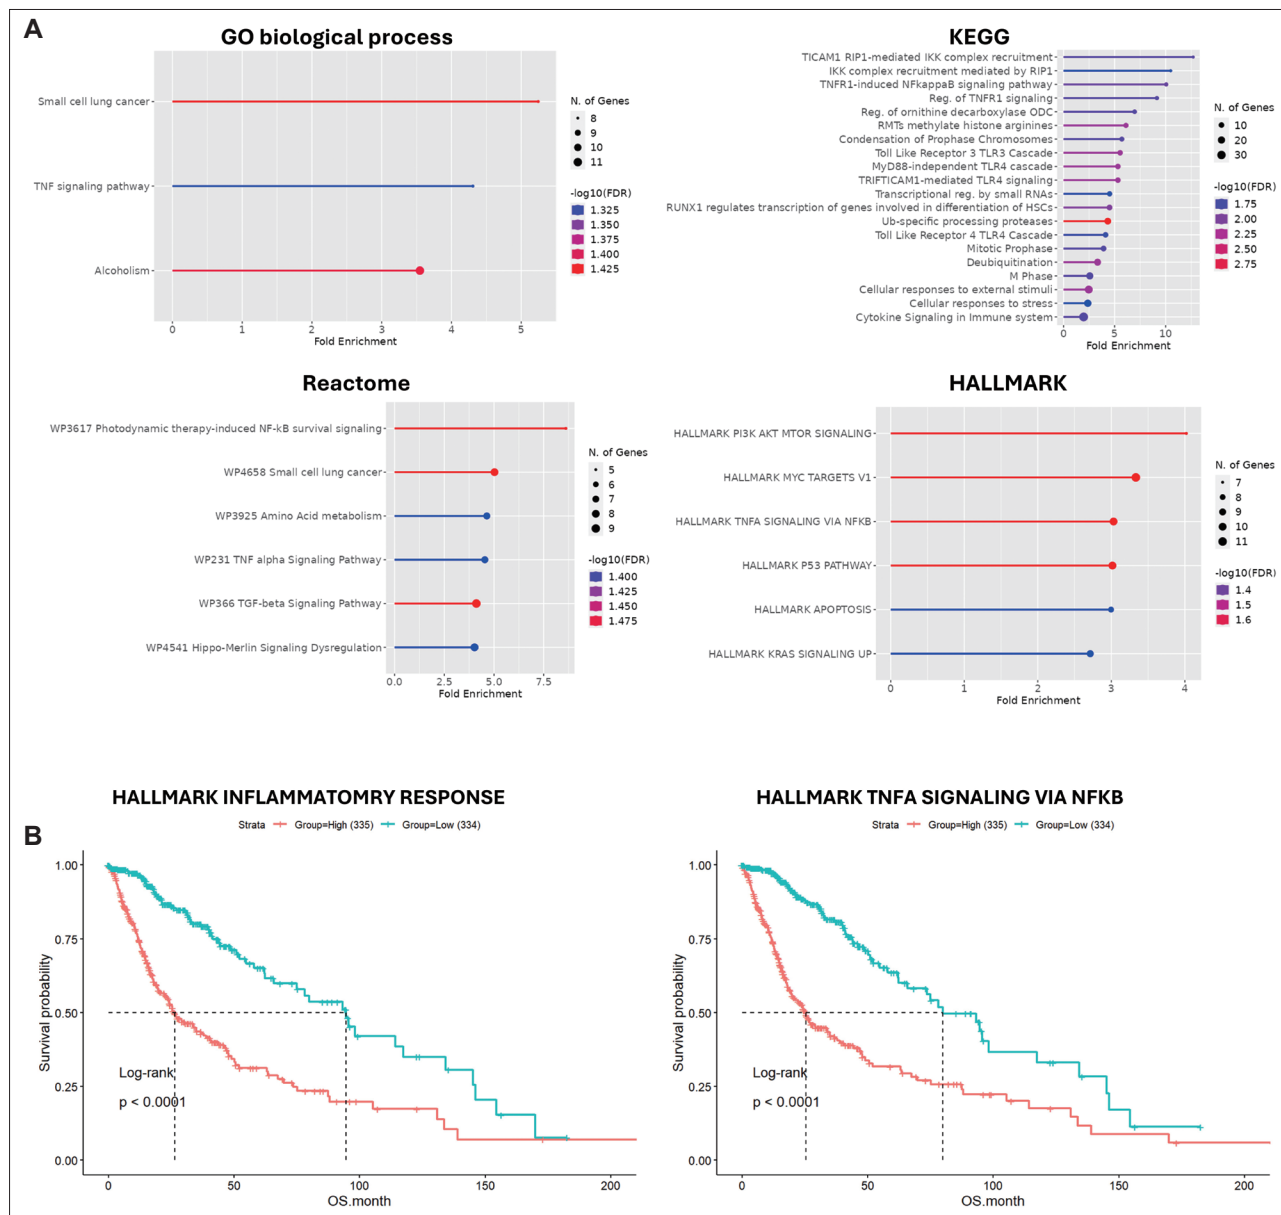 A
GO biological process
Small cell lung cancer
TNF signaling pathway
Alcoholism
0 1 2 3 4 5
Fold Enrichment
N. of Genes
8
9
10
11
-log10(FDR)
1.325
1.350
1.375
1.400
1.425
KEGG
TICAM1 RIP1-mediated IKK complex recruitment
IKK complex recruitment mediated by RIP1
TNFR1-induced NFkappaB signaling pathway
Reg. of TNFR1 signaling
Reg. of ornithine decarboxylase ODC
RMTs methylate histone arginines
Condensation of Prophase Chromosomes
Toll Like Receptor 3 TLR3 Cascade
MyD88-independent TLR4 cascade
TRIFTICAM1-mediated TLR4 signaling
Transcriptional reg. by small RNAs
RUNX1 regulates transcription of genes involved in differentiation of HSCs
Ub-specific processing proteases
Toll Like Receptor 4 TLR4 Cascade
Mitotic Prophase
Deubiquitination
M Phase
Cellular responses to external stimuli
Cellular responses to stress
Cytokine Signaling in Immune system
0 5 10
Fold Enrichment
N. of Genes
10
20
30
-log10(FDR)
1.75
2.00
2.25
2.50
2.75
Reactome
WP3617 Photodynamic therapy-induced NF-kB survival signaling
WP4658 Small cell lung cancer
WP3925 Amino Acid metabolism
WP231 TNF alpha Signaling Pathway
WP366 TGF-beta Signaling Pathway
WP4541 Hippo-Merlin Signaling Dysregulation
0.0 2.5 5.0 7.5
Fold Enrichment
N. of Genes
5
6
7
8
9
-log10(FDR)
1.400
1.425
1.450
1.475
HALLMARK
HALLMARK PI3K AKT MTOR SIGNALING
HALLMARK MYC TARGETS V1
HALLMARK TNFA SIGNALING VIA NFKB
HALLMARK P53 PATHWAY
HALLMARK APOPTOSIS
HALLMARK KRAS SIGNALING UP
0 1 2 3 4
Fold Enrichment
N. of Genes
7
8
9
10
11
-log10(FDR)
1.4
1.5
1.6
B
HALLMARK INFLAMMATOMRY RESPONSE
Strata Group=High (335) Group=Low (334)
Survival probability
1.00
0.75
0.50
0.25
0.00
Log-rank
p < 0.0001
0 50 100 150 200
OS.month
HALLMARK TNFA SIGNALING VIA NFKB
Strata Group=High (335) Group=Low (334)
Survival probability
1.00
0.75
0.50
0.25
0.00
Log-rank
p < 0.0001
0 50 100 150 200
OS.month